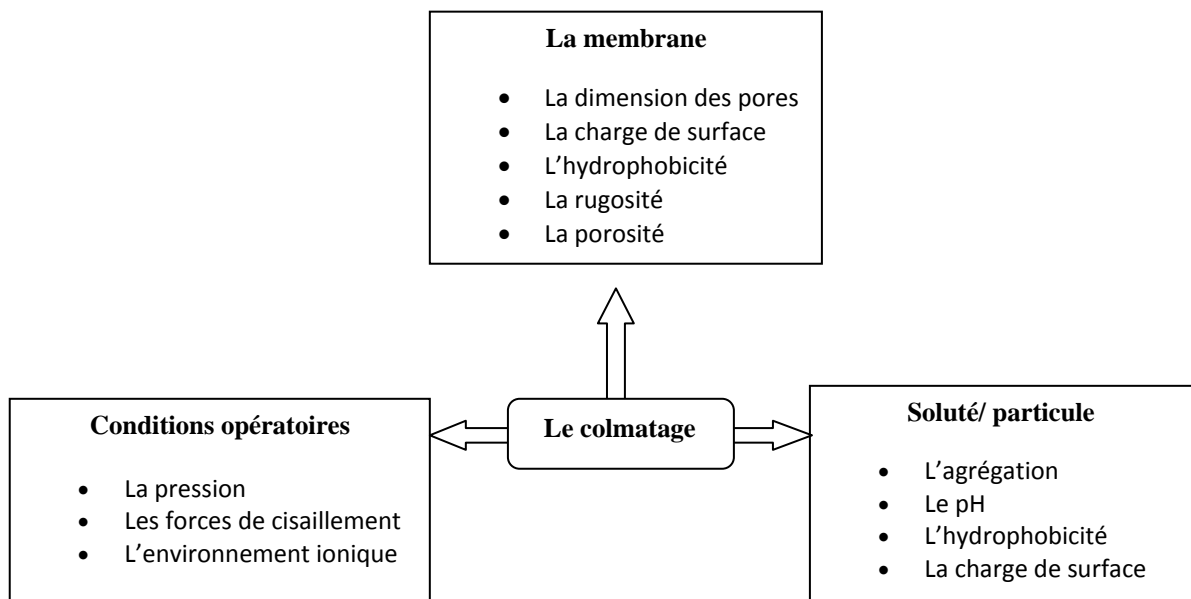 La membrane
• La dimension des pores
• La charge de surface
• L’hydrophobicité
• La rugosité
• La porosité
Conditions opératoires
• La pression
• Les forces de cisaillement
• L’environnement ionique
Le colmatage
Soluté/ particule
• L’agrégation
• Le pH
• L’hydrophobicité
• La charge de surface